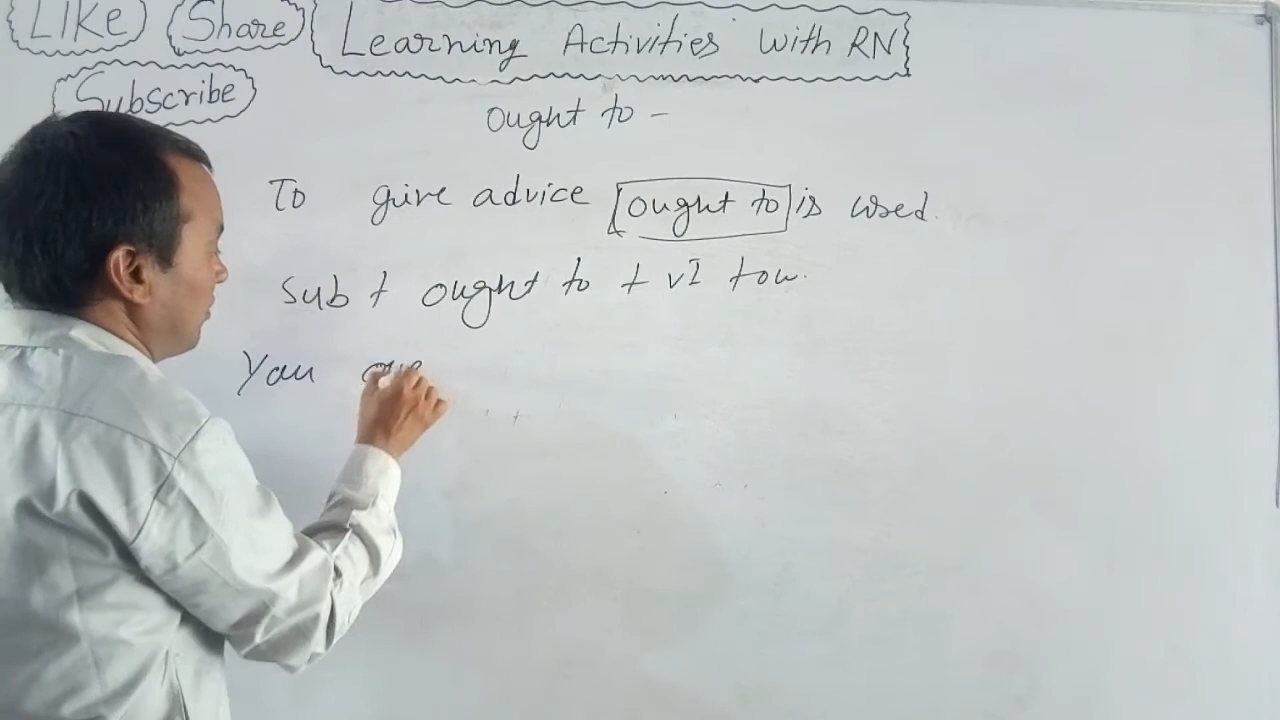 Like Share Learning Activities With RN
Subscribe
ought to -
To give advice ought to is used.
Sub + ought to + v1 + ow.
You